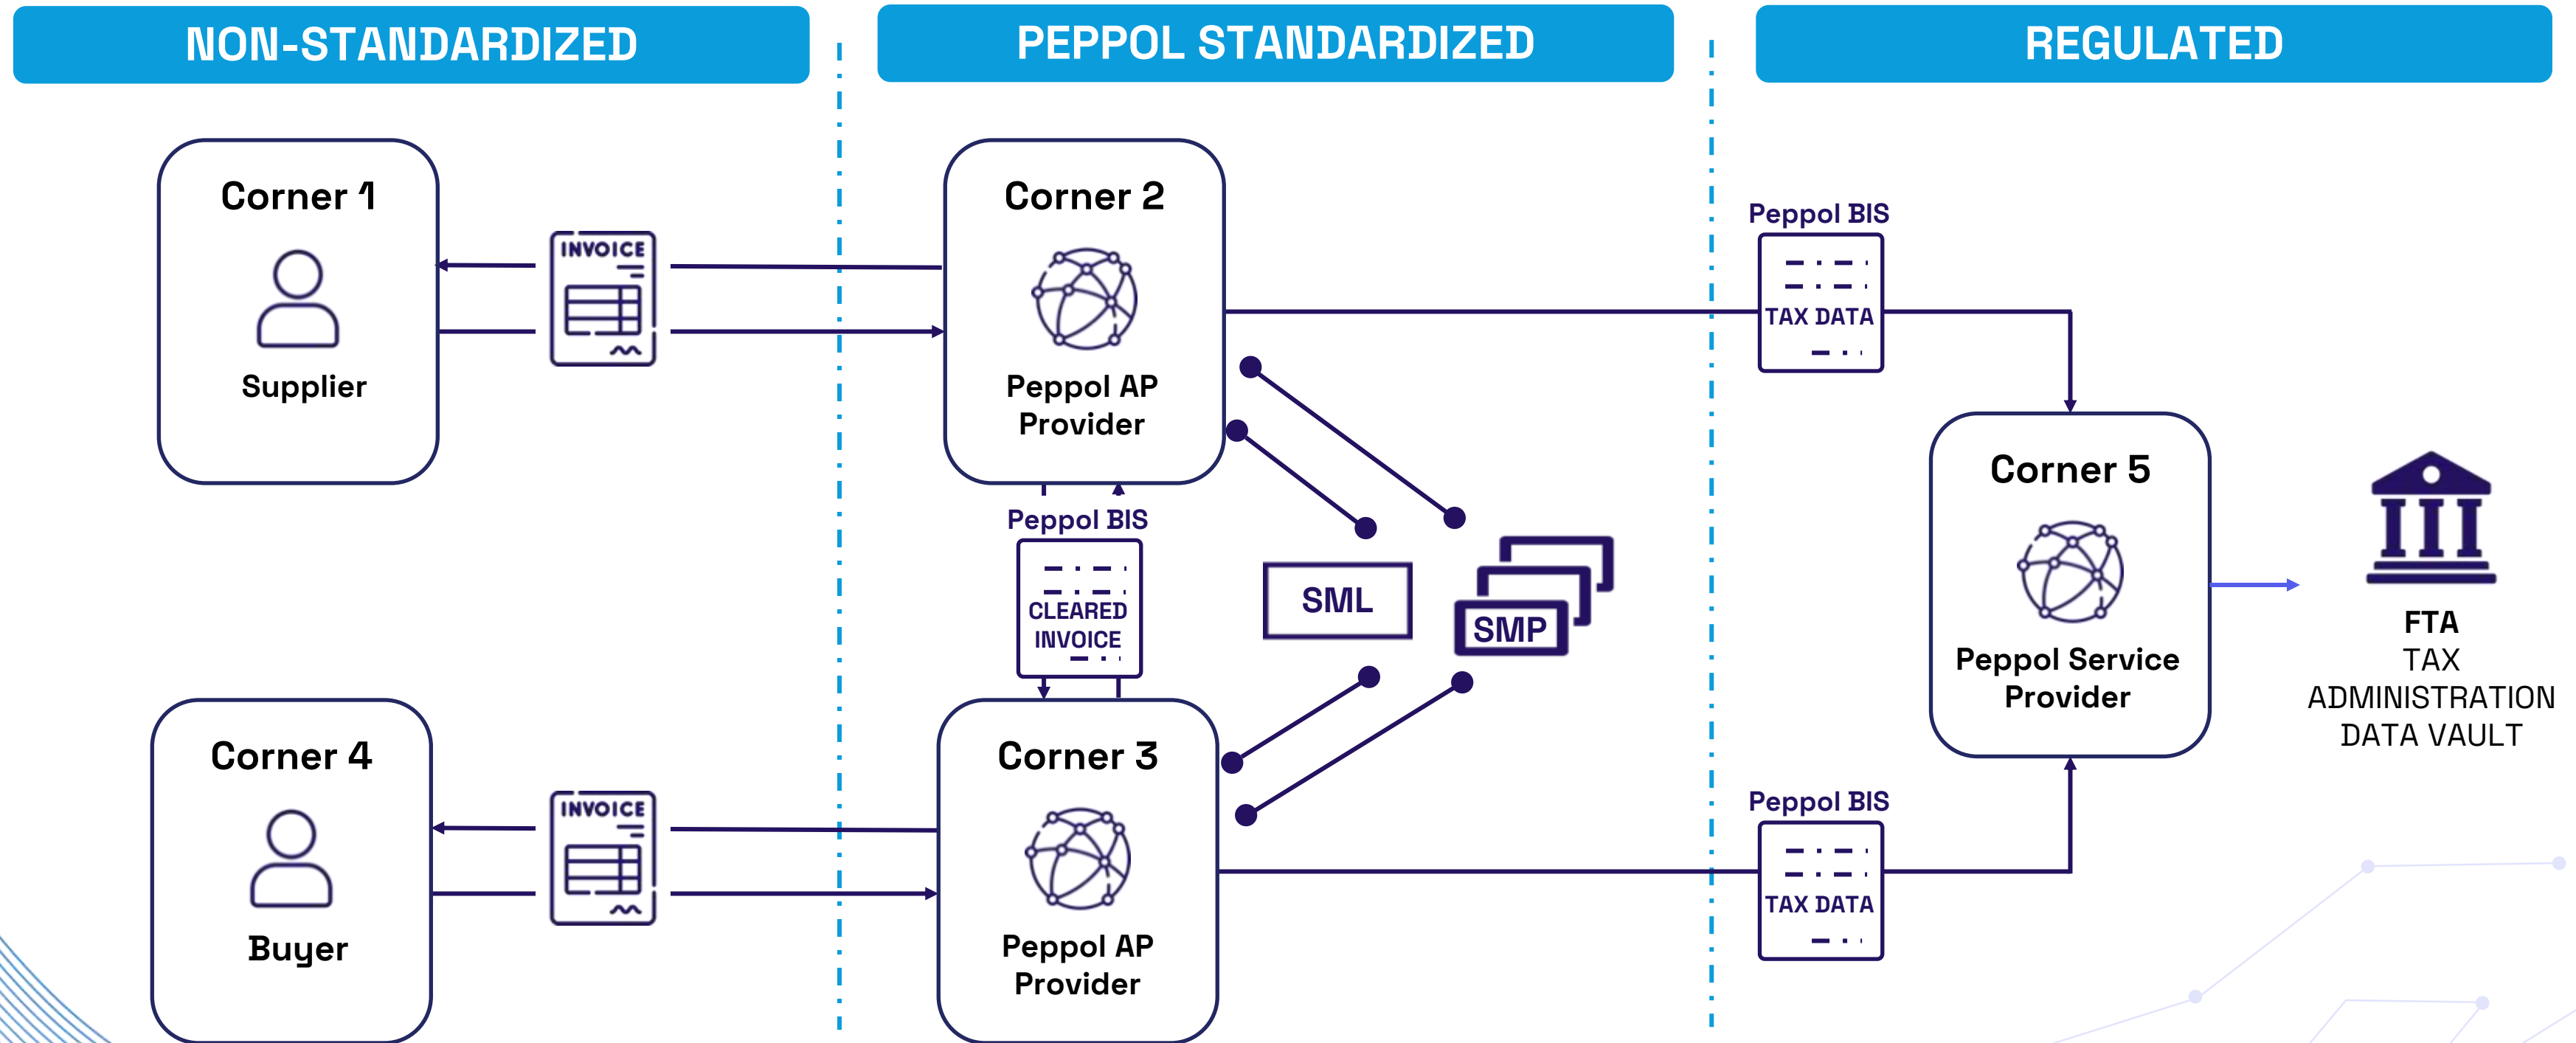 NON-STANDARDIZED
PEPPOL STANDARDIZED
REGULATED
Corner 1
Supplier
INVOICE
Corner 2
Peppol AP
Provider
Peppol BIS
TAX DATA
Peppol BIS
CLEARED
INVOICE
SML
SMP
Corner 5
Peppol Service
Provider
FTA
TAX
ADMINISTRATION
DATA VAULT
Corner 4
Buyer
INVOICE
Corner 3
Peppol AP
Provider
Peppol BIS
TAX DATA